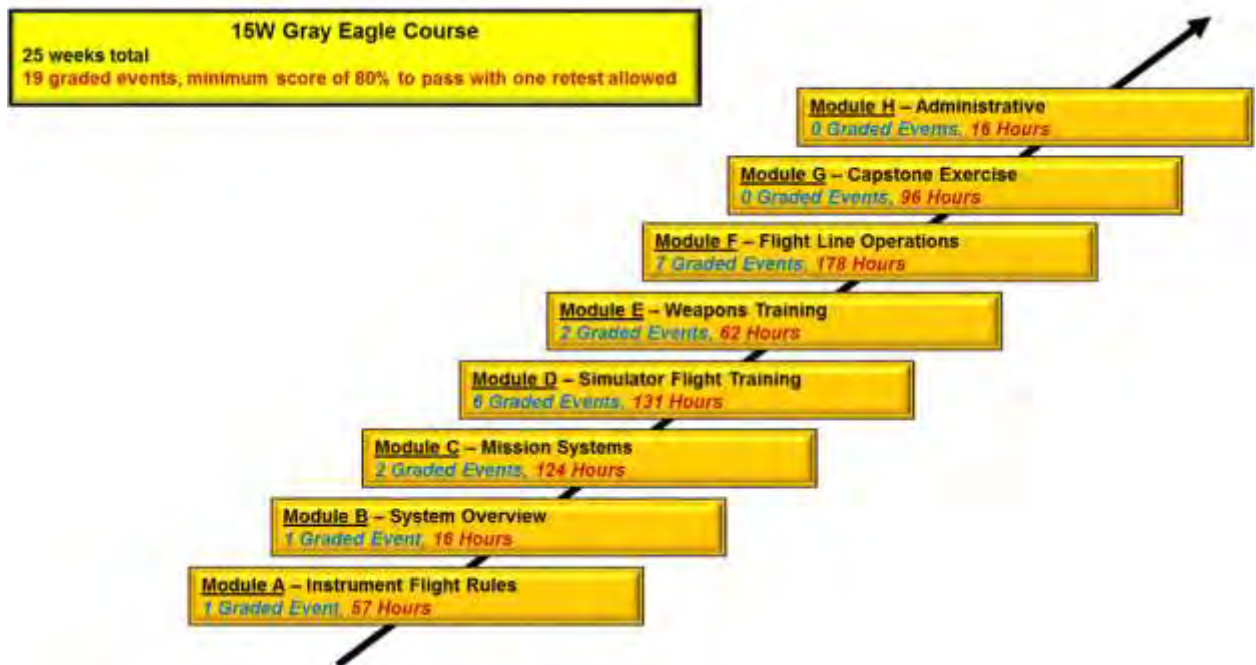 15W Gray Eagle Course
25 weeks total
19 graded events, minimum score of 80% to pass with one retest allowed
Module H – Administrative
0 Graded Events, 16 Hours
Module G – Capstone Exercise
0 Graded Events, 96 Hours
Module F – Flight Line Operations
7 Graded Events, 178 Hours
Module E – Weapons Training
2 Graded Events, 62 Hours
Module D – Simulator Flight Training
6 Graded Events, 131 Hours
Module C – Mission Systems
2 Graded Events, 124 Hours
Module B – System Overview
1 Graded Event, 16 Hours
Module A – Instrument Flight Rules
1 Graded Event, 57 Hours